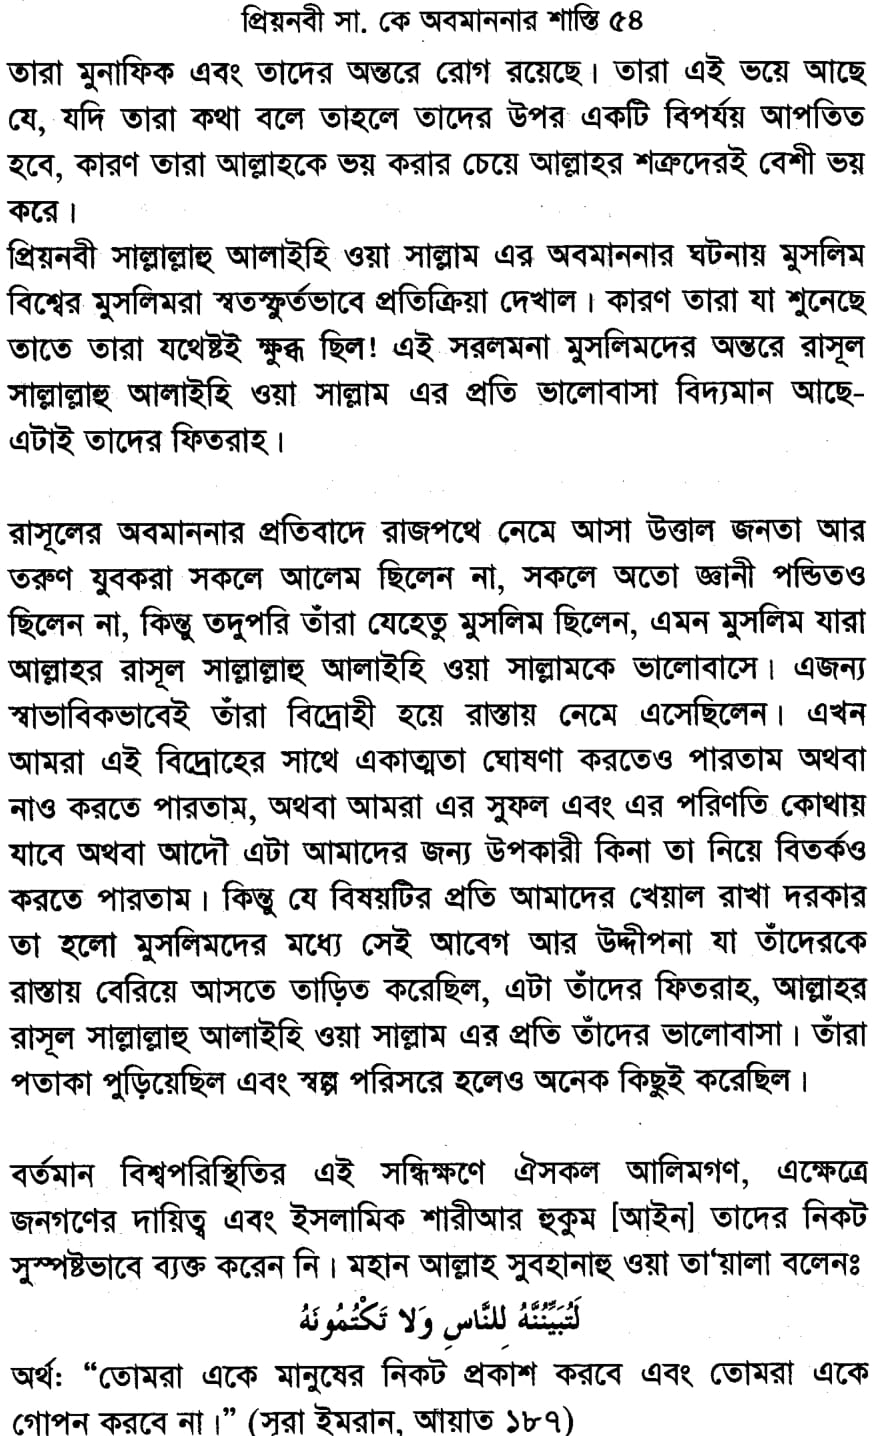 প্রিয়নবী সা. কে অবমাননার শাস্তি ৫৪
তারা মুনাফিক এবং তাদের অন্তরে রোগ রয়েছে। তারা এই ভয়ে আছে
যে, যদি তারা কথা বলে তাহলে তাদের উপর একটি বিপর্যয় আপতিত
হবে, কারণ তারা আল্লাহকে ভয় করার চেয়ে আল্লাহর শত্রুদেরই বেশী ভয়
করে।
প্রিয়নবী সাল্লাল্লাহু আলাইহি ওয়া সাল্লাম এর অবমাননার ঘটনায় মুসলিম
বিশ্বের মুসলিমরা স্বতস্ফুর্তভাবে প্রতিক্রিয়া দেখাল। কারণ তারা যা শুনেছে
তাতে তারা যথেষ্টই ক্ষুব্ধ ছিল! এই সরলমনা মুসলিমদের অন্তরে রাসূল
সাল্লাল্লাহু আলাইহি ওয়া সাল্লাম এর প্রতি ভালোবাসা বিদ্যমান আছে-
এটাই তাদের ফিতরাহ।
রাসূলের অবমাননার প্রতিবাদে রাজপথে নেমে আসা উত্তাল জনতা আর
তরুণ যুবকরা সকলে আলেম ছিলেন না, সকলে অতো জ্ঞানী পন্ডিতও
ছিলেন না, কিন্তু তদুপরি তাঁরা যেহেতু মুসলিম ছিলেন, এমন মুসলিম যারা
আল্লাহর রাসূল সাল্লাল্লাহু আলাইহি ওয়া সাল্লামকে ভালোবাসে। এজন্য
স্বাভাবিকভাবেই তাঁরা বিদ্রোহী হয়ে রাস্তায় নেমে এসেছিলেন। এখন
আমরা এই বিদ্রোহের সাথে একাত্মতা ঘোষণা করতেও পারতাম অথবা
নাও করতে পারতাম, অথবা আমরা এর সুফল এবং এর পরিণতি কোথায়
যাবে অথবা আদৌ এটা আমাদের জন্য উপকারী কিনা তা নিয়ে বিতর্কও
করতে পারতাম। কিন্তু যে বিষয়টির প্রতি আমাদের খেয়াল রাখা দরকার
তা হলো মুসলিমদের মধ্যে সেই আবেগ আর উদ্দীপনা যা তাঁদেরকে
রাস্তায় বেরিয়ে আসতে তাড়িত করেছিল, এটা তাঁদের ফিতরাহ, আল্লাহর
রাসূল সাল্লাল্লাহু আলাইহি ওয়া সাল্লাম এর প্রতি তাঁদের ভালোবাসা। তাঁরা
পতাকা পুড়িয়েছিল এবং স্বল্প পরিসরে হলেও অনেক কিছুই করেছিল।
বর্তমান বিশ্বপরিস্থিতির এই সন্ধিক্ষণে ঐসকল আলিমগণ, এক্ষেত্রে
জনগণের দায়িত্ব এবং ইসলামিক শারীআর হুকুম [আইন] তাদের নিকট
সুস্পষ্টভাবে ব্যক্ত করেন নি। মহান আল্লাহ সুবহানাহু ওয়া তা‘য়ালা বলেনঃ
لَتُبَيِّنُنَّهُ لِلنَّاسِ وَلا تَكْتُمُونَهُ
অর্থ: “তোমরা একে মানুষের নিকট প্রকাশ করবে এবং তোমরা একে
গোপন করবে না।” (সূরা ইমরান, আয়াত ১৮৭)